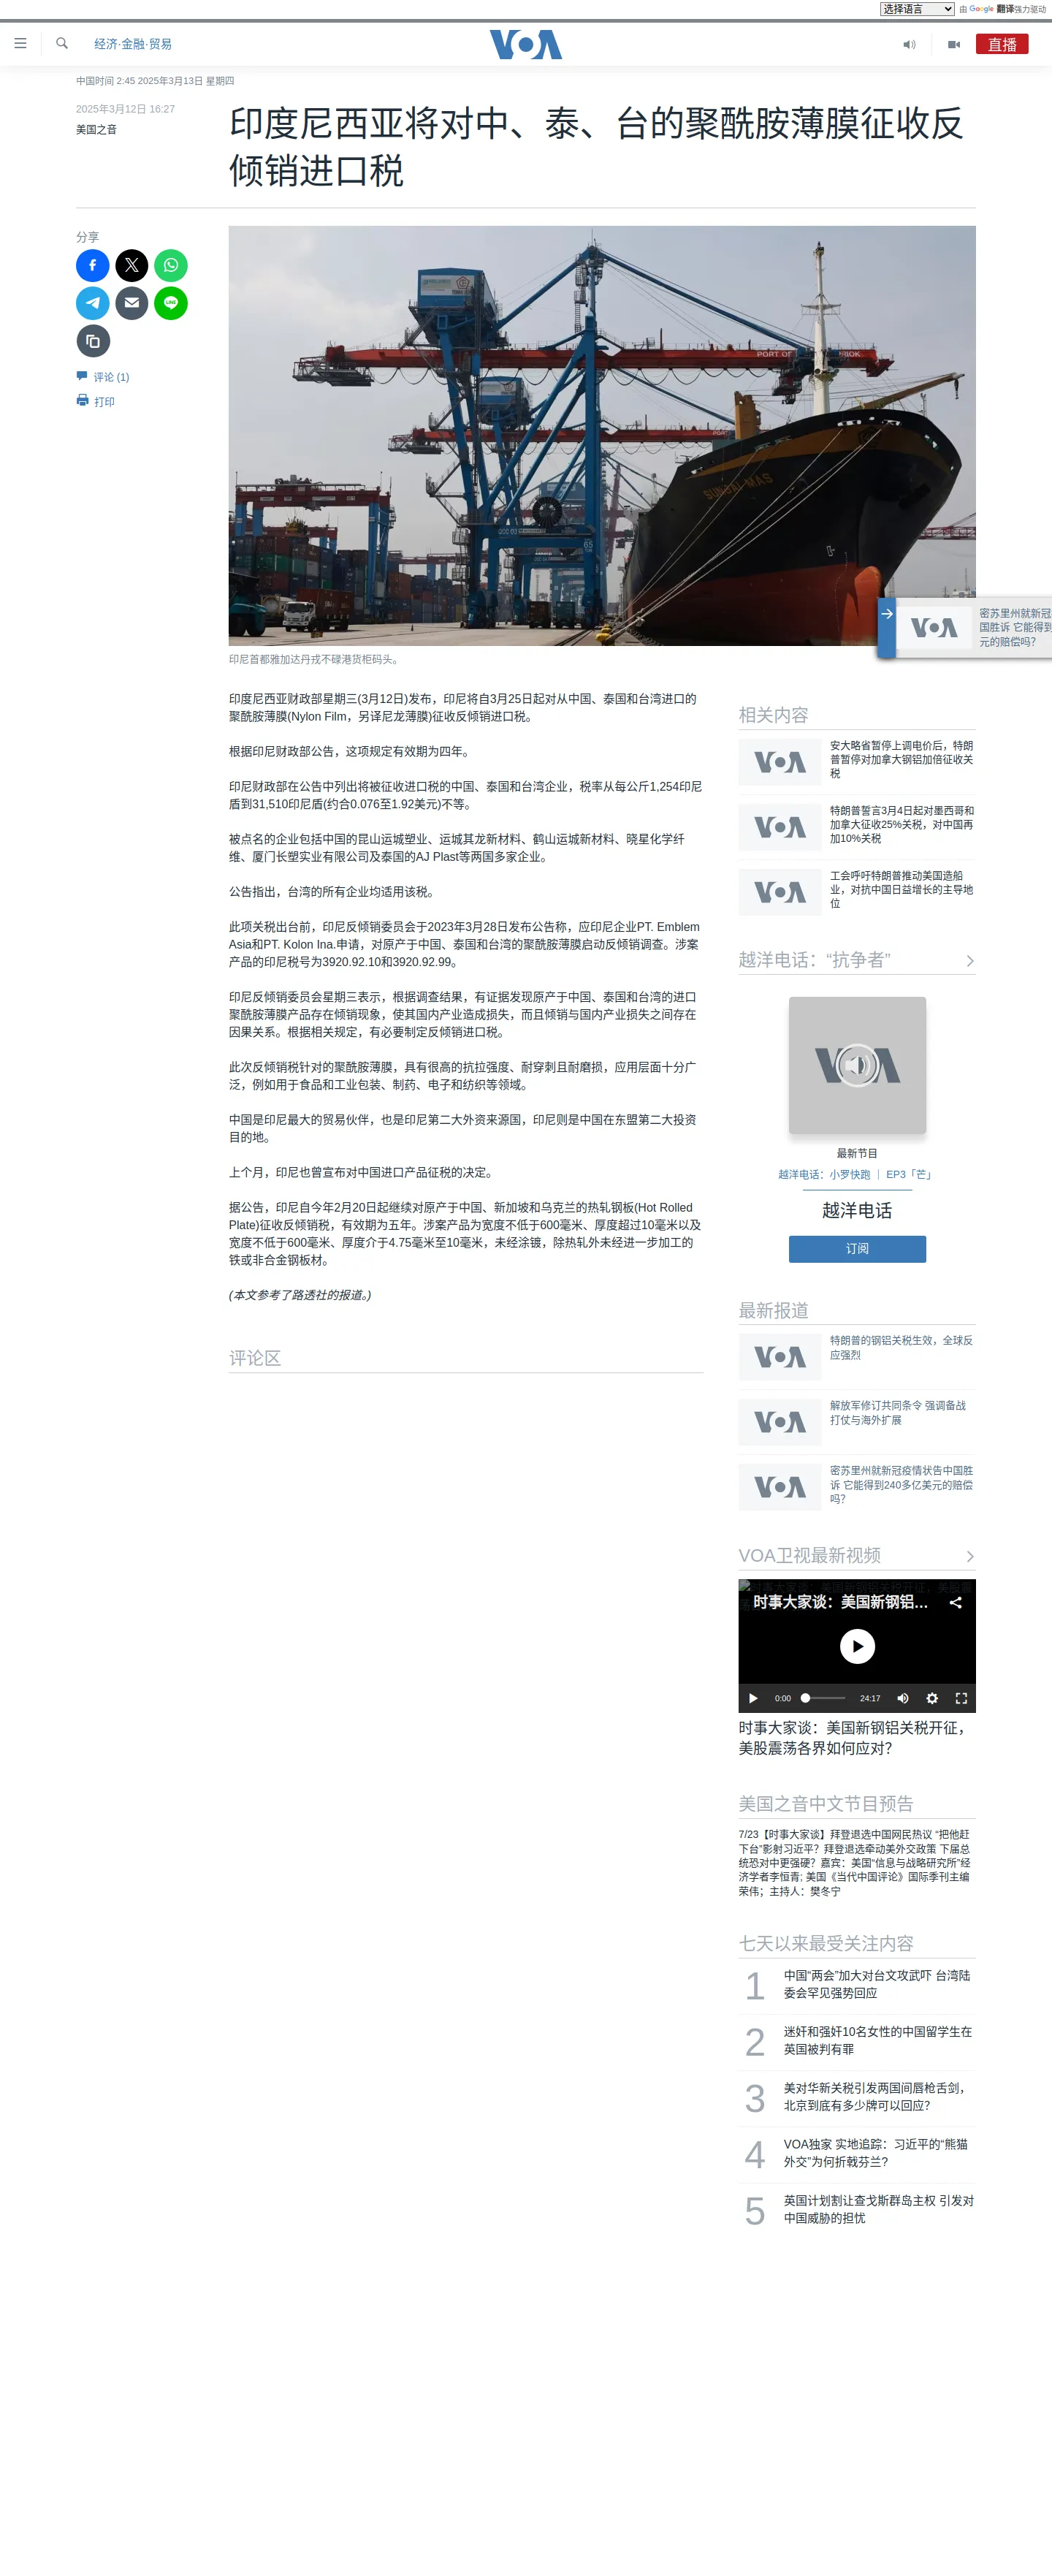 选择语言
由 Google 翻译强力驱动
经济·金融·贸易
VOA
直播
中国时间 2:45 2025年3月13日 星期四
2025年3月12日 16:27
美国之音
印度尼西亚将对中、泰、台的聚酰胺薄膜征收反
倾销进口税
分享
评论 (1)
打印
SUNDAI MAS
65
印尼首都雅加达丹戎不碌港货柜码头。
密苏里州就新冠
国胜诉 它能得到
元的赔偿吗？
印度尼西亚财政部星期三(3月12日)发布，印尼将自3月25日起对从中国、泰国和台湾进口的
聚酰胺薄膜(Nylon Film，另译尼龙薄膜)征收反倾销进口税。
根据印尼财政部公告，这项规定有效期为四年。
印尼财政部在公告中列出将被征收进口税的中国、泰国和台湾企业，税率从每公斤1,254印尼
盾到31,510印尼盾(约合0.076至1.92美元)不等。
被点名的企业包括中国的昆山运城塑业、运城其龙新材料、鹤山运城新材料、晓星化学纤
维、厦门长塑实业有限公司及泰国的AJ Plast等两国多家企业。
公告指出，台湾的所有企业均适用该税。
此项关税出台前，印尼反倾销委员会于2023年3月28日发布公告称，应印尼企业PT. Emblem
Asia和PT. Kolon Ina.申请，对原产于中国、泰国和台湾的聚酰胺薄膜启动反倾销调查。涉案
产品的印尼税号为3920.92.10和3920.92.99。
印尼反倾销委员会星期三表示，根据调查结果，有证据发现原产于中国、泰国和台湾的进口
聚酰胺薄膜产品存在倾销现象，使其国内产业造成损失，而且倾销与国内产业损失之间存在
因果关系。根据相关规定，有必要制定反倾销进口税。
此次反倾销税针对的聚酰胺薄膜，具有很高的抗拉强度、耐穿刺且耐磨损，应用层面十分广
泛，例如用于食品和工业包装、制药、电子和纺织等领域。
中国是印尼最大的贸易伙伴，也是印尼第二大外资来源国，印尼则是中国在东盟第二大投资
目的地。
上个月，印尼也曾宣布对中国进口产品征税的决定。
据公告，印尼自今年2月20日起继续对原产于中国、新加坡和乌克兰的热轧钢板(Hot Rolled
Plate)征收反倾销税，有效期为五年。涉案产品为宽度不低于600毫米、厚度超过10毫米以及
宽度不低于600毫米、厚度介于4.75毫米至10毫米，未经涂镀，除热轧外未经进一步加工的
铁或非合金钢板材。
(本文参考了路透社的报道。)
评论区
相关内容
VOA
安大略省暂停上调电价后，特朗
普暂停对加拿大钢铝加倍征收关
税
VOA
特朗普誓言3月4日起对墨西哥和
加拿大征收25%关税，对中国再
加10%关税
VOA
工会呼吁特朗普推动美国造船
业，对抗中国日益增长的主导地
位
越洋电话：“抗争者”
VOA
最新节目
越洋电话：小罗快跑 ｜ EP3「芒」
越洋电话
订阅
最新报道
VOA
特朗普的钢铝关税生效，全球反
应强烈
VOA
解放军修订共同条令 强调备战
打仗与海外扩展
VOA
密苏里州就新冠疫情状告中国胜
诉 它能得到240多亿美元的赔偿
吗？
VOA卫视最新视频
时事大家谈：美国新钢铝...
0:00
24:17
时事大家谈：美国新钢铝关税开征，
美股震荡各界如何应对？
美国之音中文节目预告
7/23【时事大家谈】拜登退选中国网民热议 “把他赶
下台”影射习近平？拜登退选牵动美外交政策 下届总
统恐对中更强硬？嘉宾：美国“信息与战略研究所”经
济学者李恒青; 美国《当代中国评论》国际季刊主编
荣伟；主持人：樊冬宁
七天以来最受关注内容
1
中国“两会”加大对台文攻武吓 台湾陆
委会罕见强势回应
2
迷奸和强奸10名女性的中国留学生在
英国被判有罪
3
美对华新关税引发两国间唇枪舌剑，
北京到底有多少牌可以回应？
4
VOA独家 实地追踪：习近平的“熊猫
外交”为何折戟芬兰?
5
英国计划割让查戈斯群岛主权 引发对
中国威胁的担忧